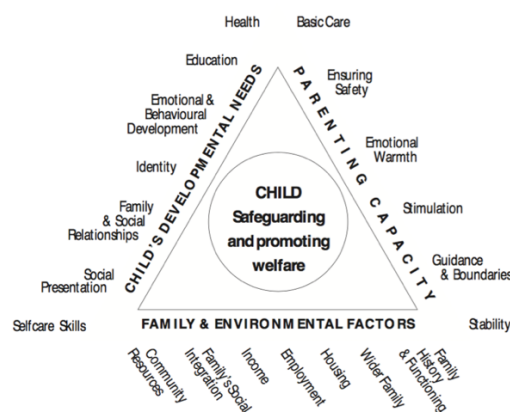 Health
Basic Care
Education
Ensuring
Safety
Emotional &
Behavioural
Development
Emotional
Warmth
Identity
Stimulation
Family
& Social
Relationships
Guidance
& Boundaries
Social
Presentation
Selfcare Skills
Stability
CHILD'S DEVELOPMENTAL NEEDS
PARENTING CAPACITY
CHILD
Safeguarding
and promoting
welfare
FAMILY & ENVIRONMENTAL FACTORS
Community
Resources
Family's Social
Integration
Income
Employment
Housing
Wider Family
Family
History
& Functioning